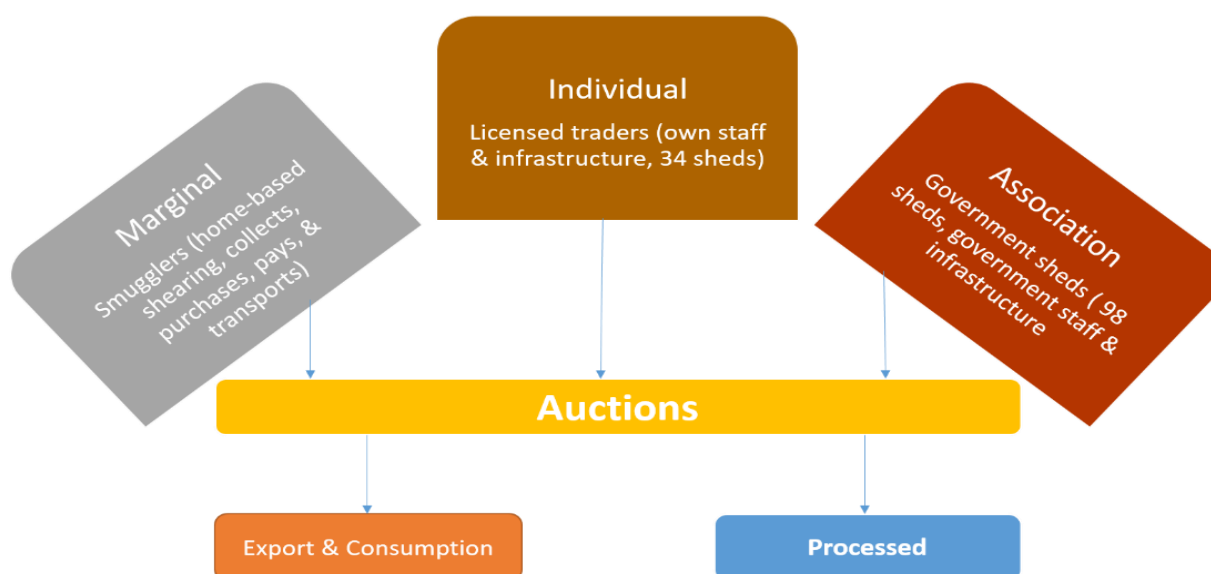 Individual
Licensed traders (own staff
& infrastructure, 34 sheds)
Marginal
Smugglers (home-based
shearing, collects,
purchases, pays, &
transports)
Association
Government sheds ( 98
sheds, government staff &
infrastructure
Auctions
Export & Consumption
Processed